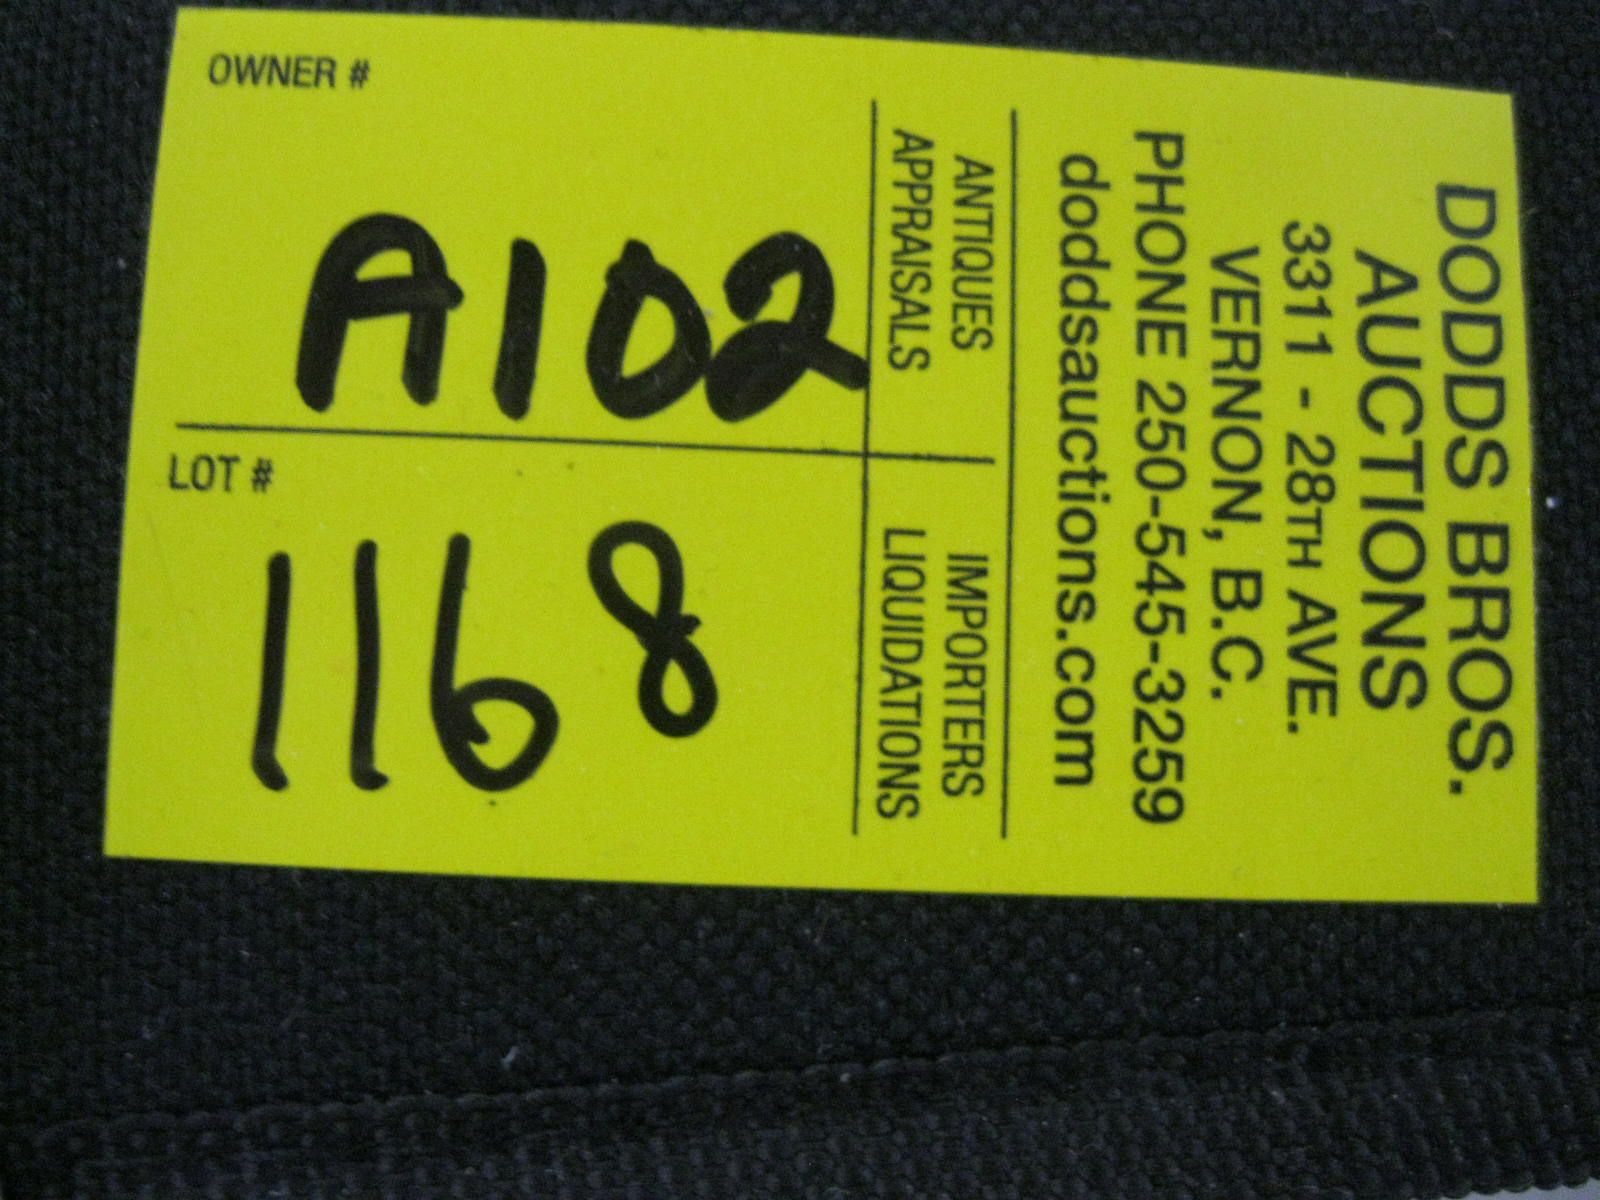 DODDS BROS.
AUCTIONS
3311 - 28TH AVE.
VERNON, B.C.
PHONE 250-545-3259
doddsauctions.com
ANTIQUES
APPRAISALS
IMPORTERS
LIQUIDATIONS
OWNER #
A102
LOT #
1168